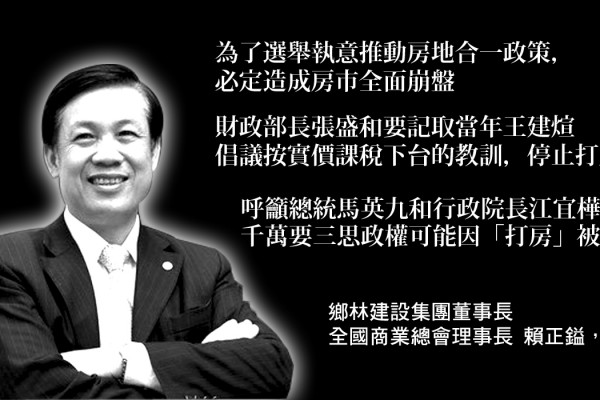 為了選舉執意推動房地合一政策,
必定造成房市全面崩盤
財政部長張盛和要記取當年王建煊
倡議按實價課稅下台的教訓, 停止打
呼籲總統馬英九和行政院長江宜樺
千萬要三思政權可能因「打房」被
鄉林建設集團董事長
全國商業總會理事長 賴正鎰,